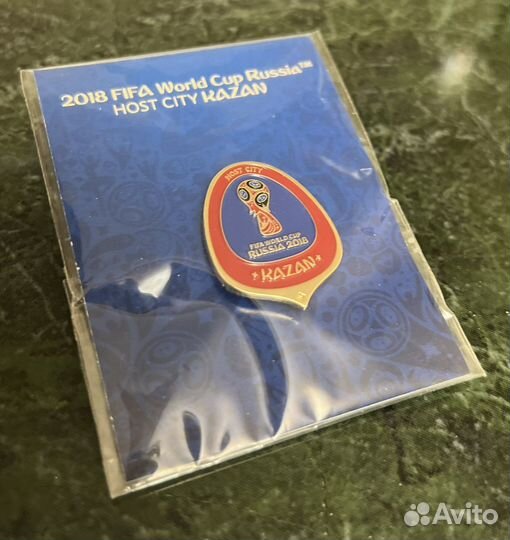 2018 FIFA World Cup Russia™
HOST CITY KAZAN
HOST CITY
FIFA WORLD CUP
RUSSIA 2018
KAZAN
Avito